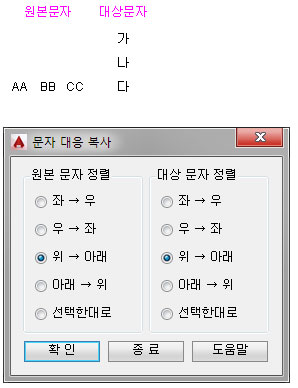 원본문자 대상문자
가
나
AA BB CC 다
문자 대응 복사
원본 문자 정렬 대상 문자 정렬
좌 → 우 좌 → 우
우 → 좌 우 → 좌
위 → 아래 위 → 아래
아래 → 위 아래 → 위
선택한대로 선택한대로
확 인 종 료 도움말